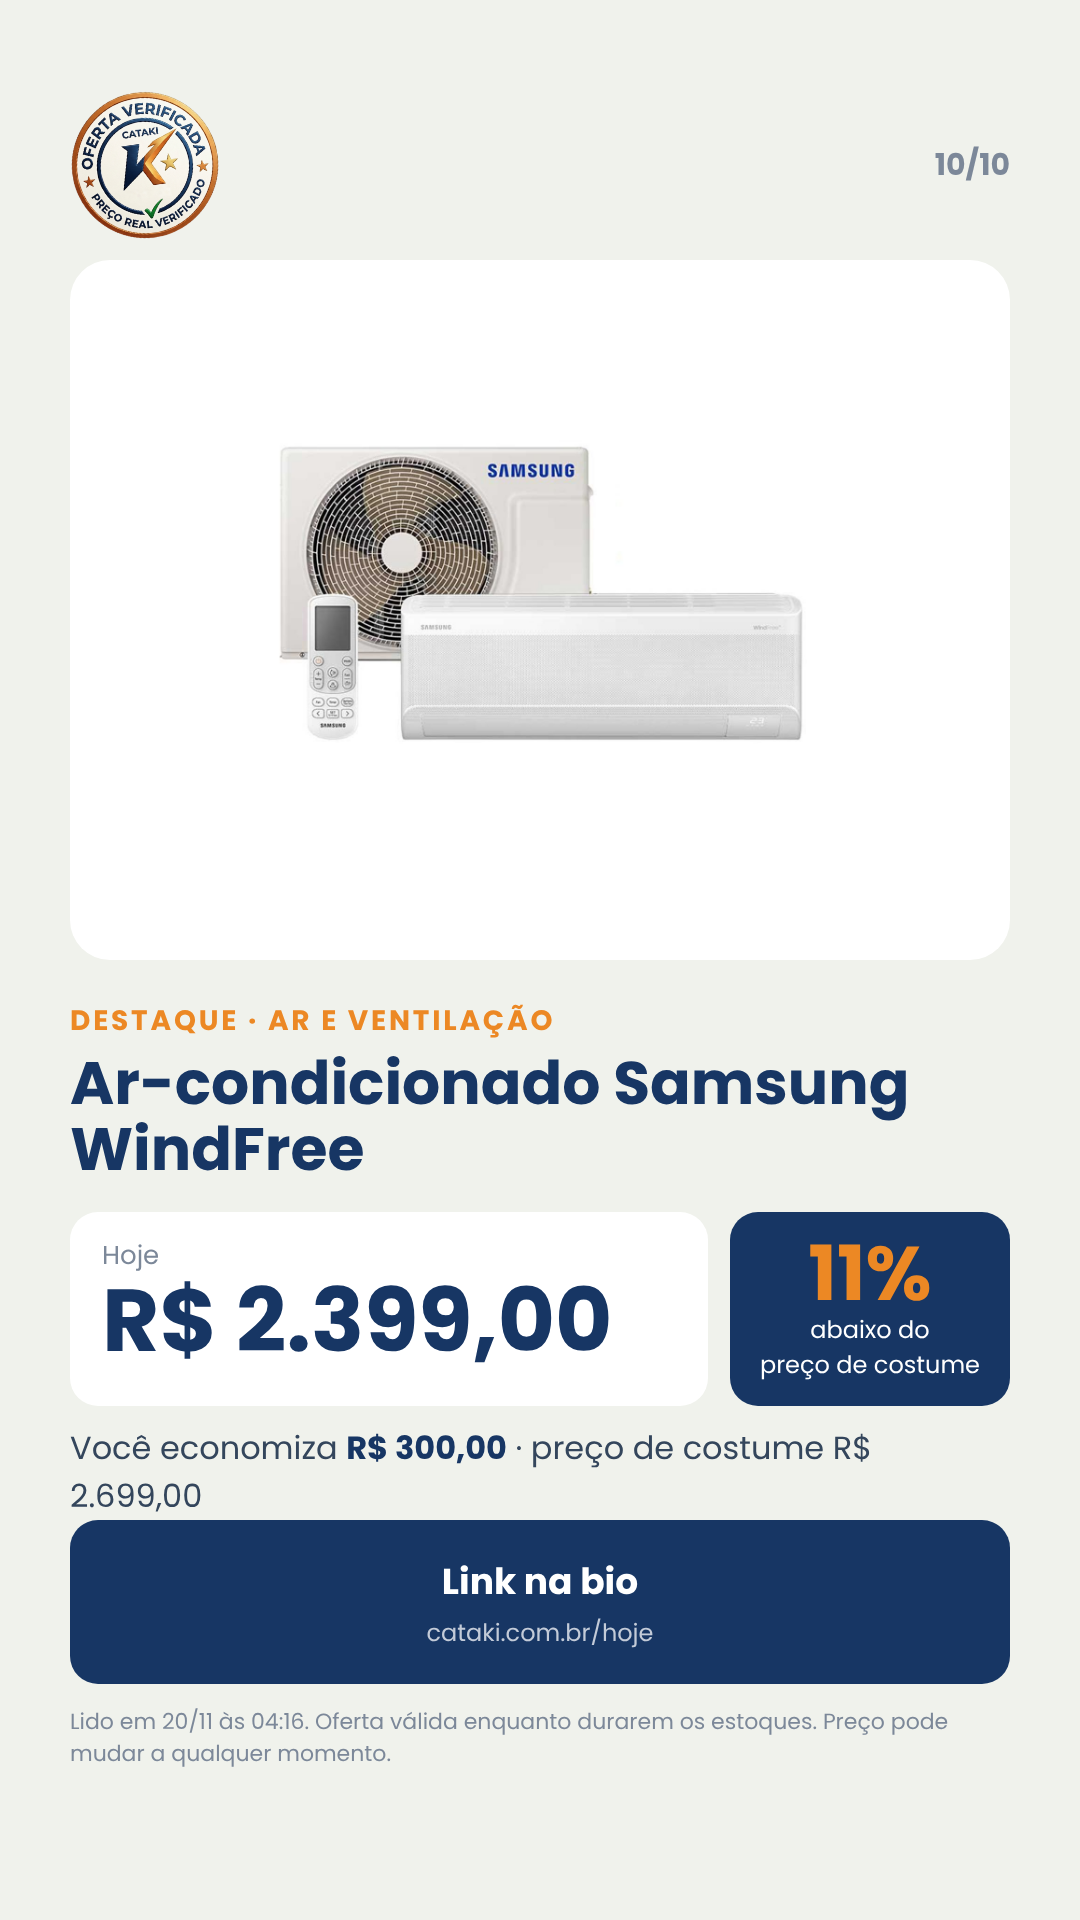 OFERTA VERIFICADA
CATAKI
PREÇO REAL VERIFICADO
10/10
SAMSUNG
SAMSUNG
WindFree
SAMSUNG
DESTAQUE · AR E VENTILAÇÃO
Ar-condicionado Samsung
WindFree
Hoje
R$ 2.399,00
11%
abaixo do
preço de costume
Você economiza R$ 300,00 · preço de costume R$
2.699,00
Link na bio
cataki.com.br/hoje
Lido em 20/11 às 04:16. Oferta válida enquanto durarem os estoques. Preço pode
mudar a qualquer momento.